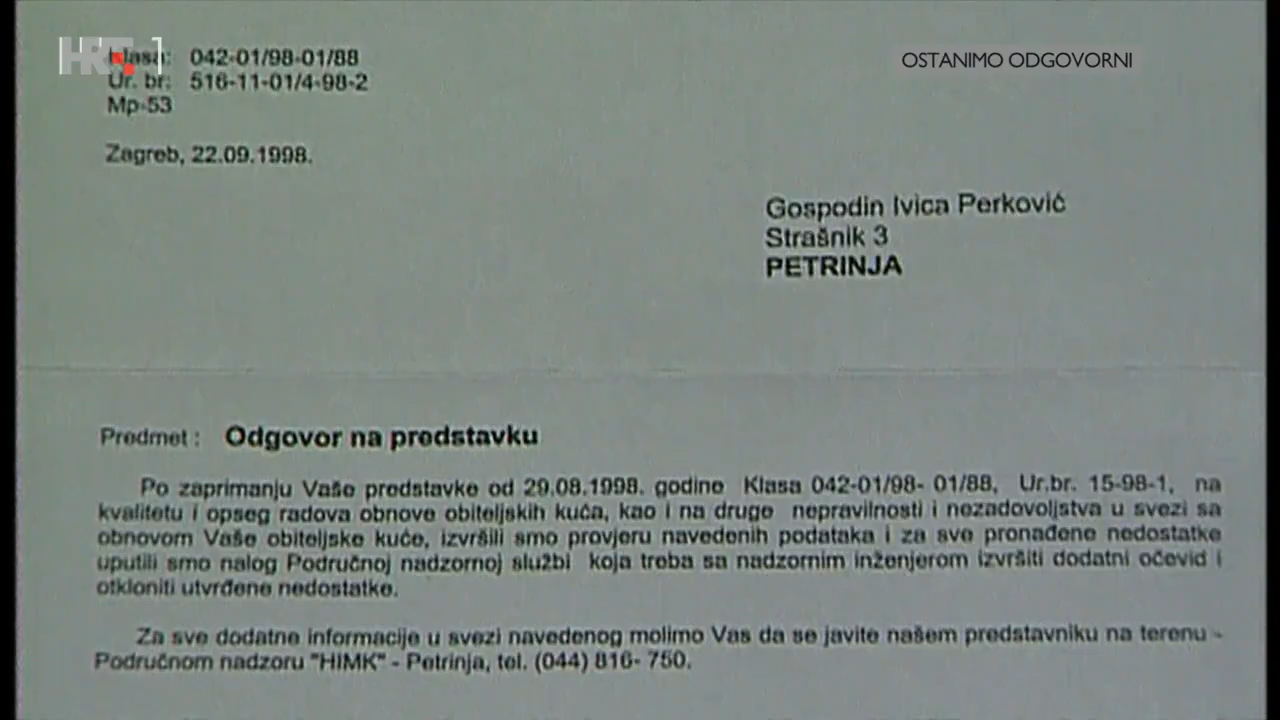 HRT 1
OSTANIMO ODGOVORNI
Klasa: 042-01/98-01/88
Ur. br: 516-11-01/4-98-2
Mp-53
Zagreb, 22.09.1998.
Gospodin Ivica Perković
Strašnik 3
PETRINJA
Predmet : Odgovor na predstavku
Po zaprimanju Vaše predstavke od 29.08.1998. godine Klasa 042-01/98- 01/88, Ur.br. 15-98-1, na
kvalitetu i opseg radova obnove obiteljskih kuća, kao i na druge nepravilnosti i nezadovoljstva u svezi sa
obnovom Vaše obiteljske kuće, izvršili smo provjeru navedenih podataka i za sve pronađene nedostatke
uputili smo nalog Područnoj nadzornoj službi koja treba sa nadzornim inženjerom izvršiti dodatni očevid i
otkloniti utvrđene nedostatke.
Za sve dodatne informacije u svezi navedenog molimo Vas da se javite našem predstavniku na terenu -
Područnom nadzoru "HIMK" - Petrinja, tel. (044) 816- 750.